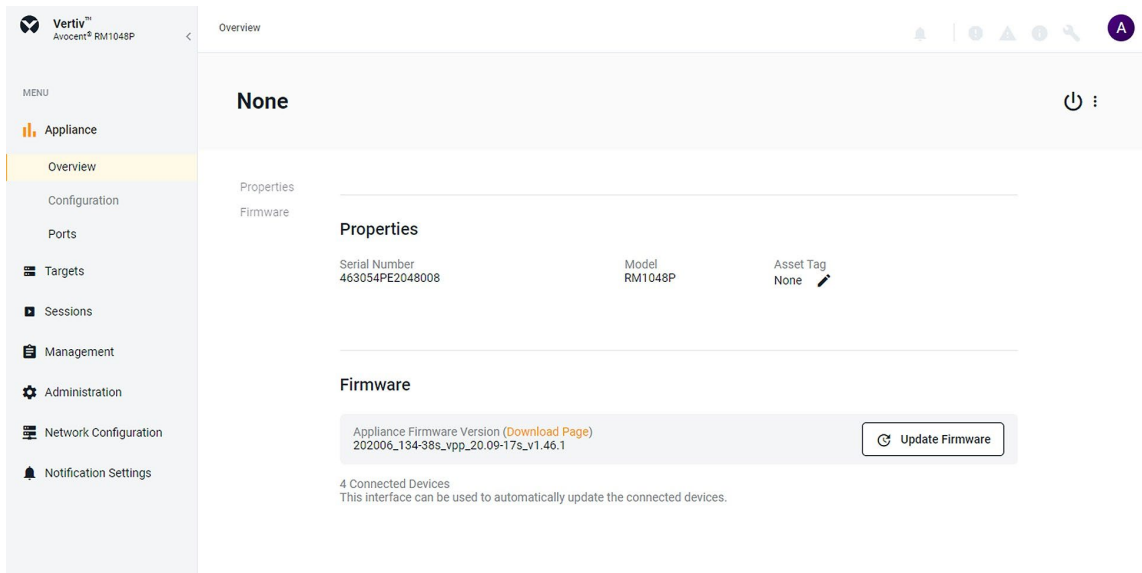 Vertiv™
Avocent® RM1048P
Overview
A
MENU
Appliance
Overview
Configuration
Ports
Targets
Sessions
Management
Administration
Network Configuration
Notification Settings
None
Properties
Firmware
Properties
Serial Number
463054PE2048008
Model
RM1048P
Asset Tag
None
Firmware
Appliance Firmware Version (Download Page)
202006_134-38s_vpp_20.09-17s_v1.46.1
Update Firmware
4 Connected Devices
This interface can be used to automatically update the connected devices.